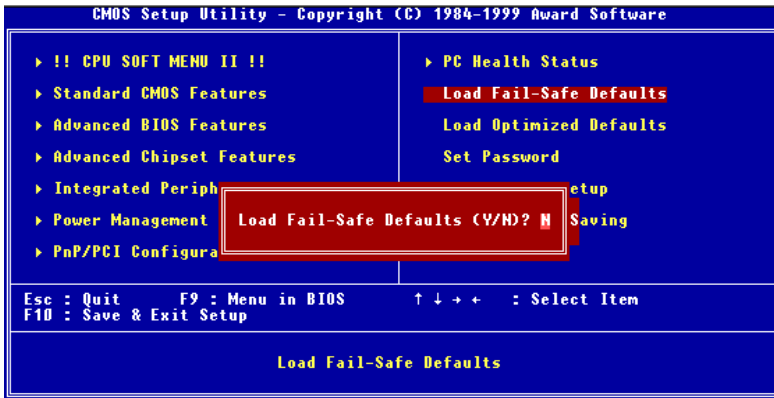 CMOS Setup Utility - Copyright (C) 1984-1999 Award Software
!! CPU SOFT MENU II !!
Standard CMOS Features
Advanced BIOS Features
Advanced Chipset Features
Integrated Periph
Power Management
PnP/PCI Configura
PC Health Status
Load Fail-Safe Defaults
Load Optimized Defaults
Set Password
etup
Saving
Load Fail-Safe Defaults (Y/N)? N
Esc : Quit F9 : Menu in BIOS ↑ ↓ → ← : Select Item
F10 : Save & Exit Setup
Load Fail-Safe Defaults